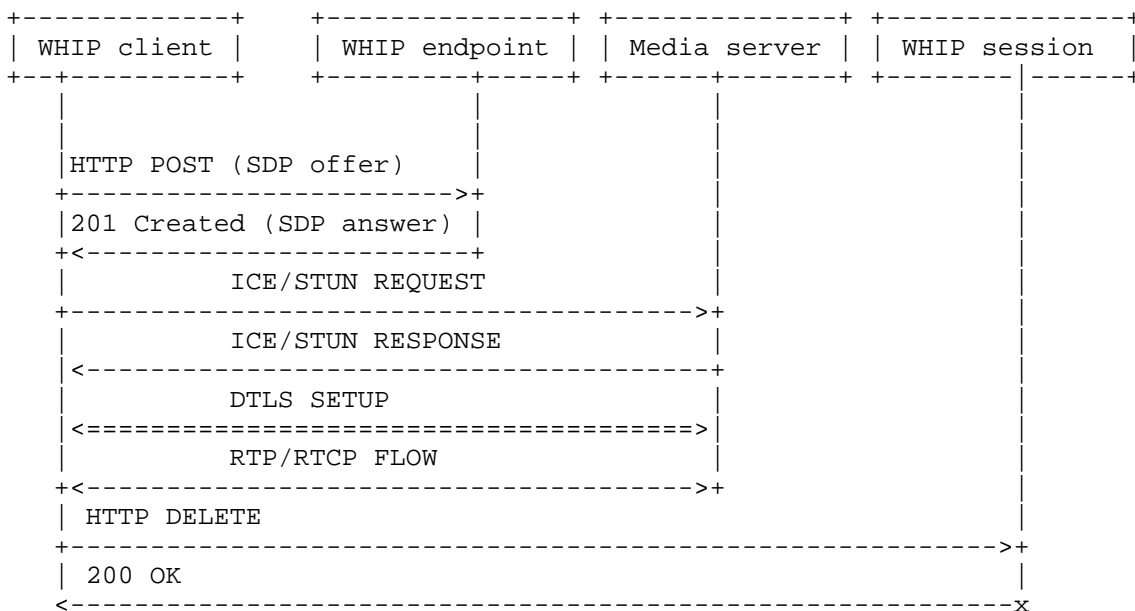 WHIP client WHIP endpoint Media server WHIP session
HTTP POST (SDP offer)
201 Created (SDP answer)
ICE/STUN REQUEST
ICE/STUN RESPONSE
DTLS SETUP
RTP/RTCP FLOW
HTTP DELETE
200 OK
x